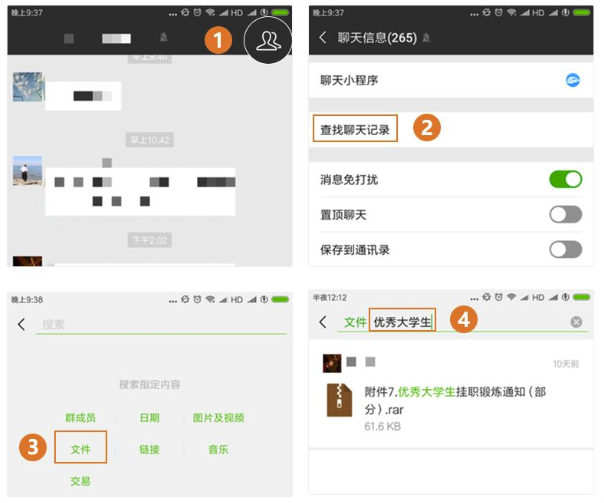 晚上9:37
... HD
1
早上9:46
早上10:42
下午2:02
晚上9:37
... HD
聊天信息(265)
聊天小程序
查找聊天记录
2
消息免打扰
置顶聊天
保存到通讯录
晚上9:38
... HD
搜索
搜索指定内容
群成员
日期
图片及视频
3
文件
链接
音乐
交易
半夜12:12
... HD
文件
优秀大学生
4
10天前
附件7.优秀大学生挂职锻炼通知（部
分）.rar
61.6 KB